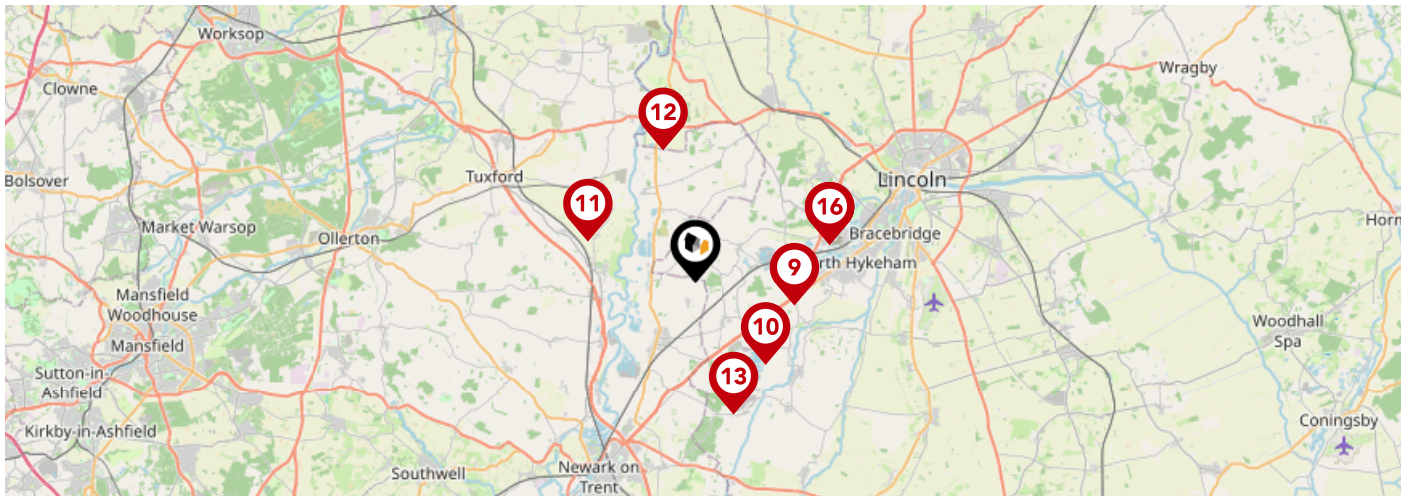 Worksop
Clowne
Wragby
12
Bolsover
Tuxford
Lincoln
11
16
Market Warsop
Ollerton
Bracebridge
Horn
9
rth Hykeham
Mansfield
Woodhouse
Mansfield
10
Woodhall
Spa
13
Sutton-in-
Ashfield
Kirkby-in-Ashfield
Coningsby
Southwell
Newark on
Trent